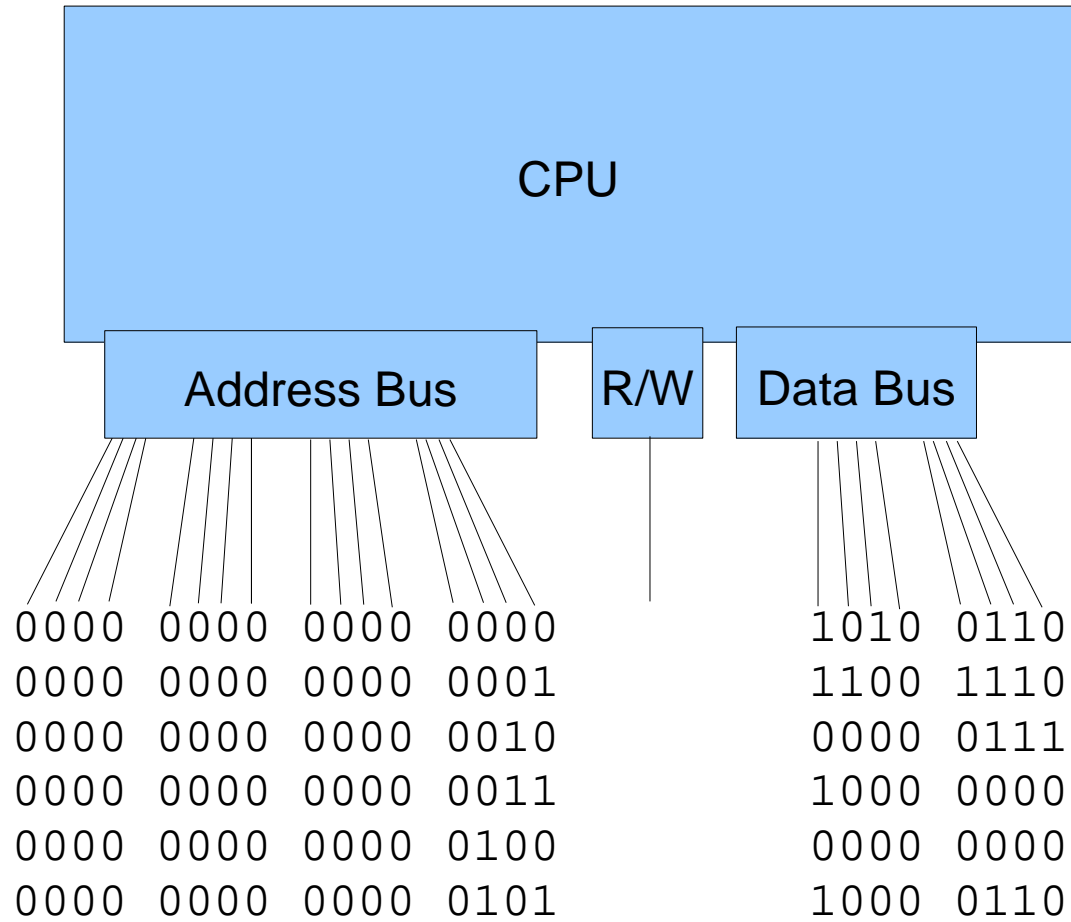 CPU
Address Bus R/W Data Bus
0000 0000 0000 0000 1010 0110
0000 0000 0000 0001 1100 1110
0000 0000 0000 0010 0000 0111
0000 0000 0000 0011 1000 0000
0000 0000 0000 0100 0000 0000
0000 0000 0000 0101 1000 0110